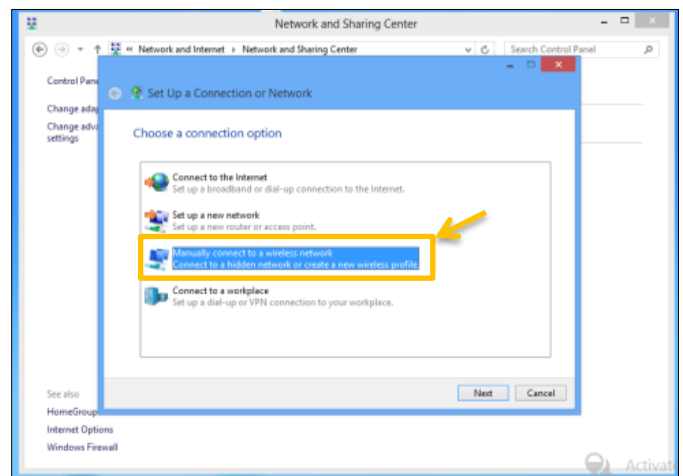 Network and Sharing Center
« Network and Internet › Network and Sharing Center
Search Control Panel
Control Pan
Change adap
Change adva
settings
Set Up a Connection or Network
Choose a connection option
Connect to the Internet
Set up a broadband or dial-up connection to the Internet.
Set up a new network
Set up a new router or access point.
Manually connect to a wireless network
Connect to a hidden network or create a new wireless profile.
Connect to a workplace
Set up a dial-up or VPN connection to your workplace.
Next
Cancel
See also
HomeGroup
Internet Options
Windows Firewall
Activat